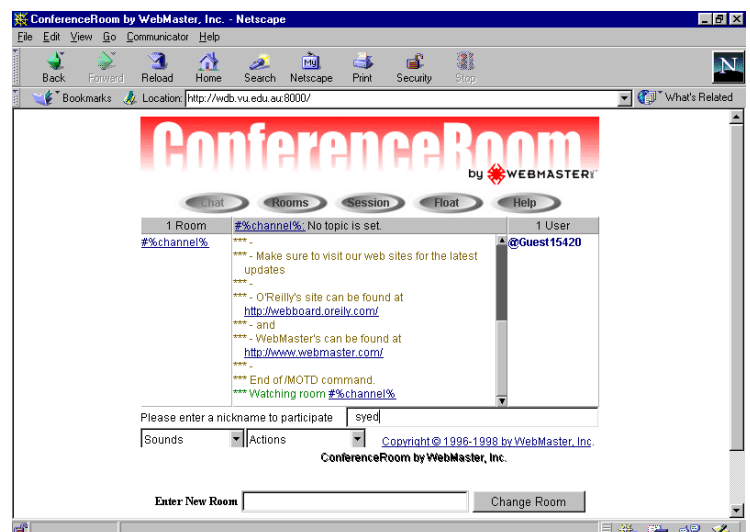 ConferenceRoom by WebMaster, Inc. - Netscape
File Edit View Go Communicator Help
Back Forward Reload Home Search Netscape Print Security Stop
Bookmarks Location: http://wdb.vu.edu.au:8000/ What's Related
ConferenceRoom
by WEBMASTER
Chat Rooms Session Float Help
1 Room #%channel%: No topic is set. 1 User
#%channel% @Guest15420
*** -
*** - Make sure to visit our web sites for the latest
updates
*** -
*** - O'Reilly's site can be found at
http://webboard.oreily.com/
*** - and
*** - WebMaster's can be found at
http://www.webmaster.com/
*** -
*** End of /MOTD command.
*** Watching room #%channel%
Please enter a nickname to participate syed
Sounds Actions Copyright © 1996-1998 by WebMaster, Inc.
ConferenceRoom by WebMaster, Inc.
Enter New Room Change Room